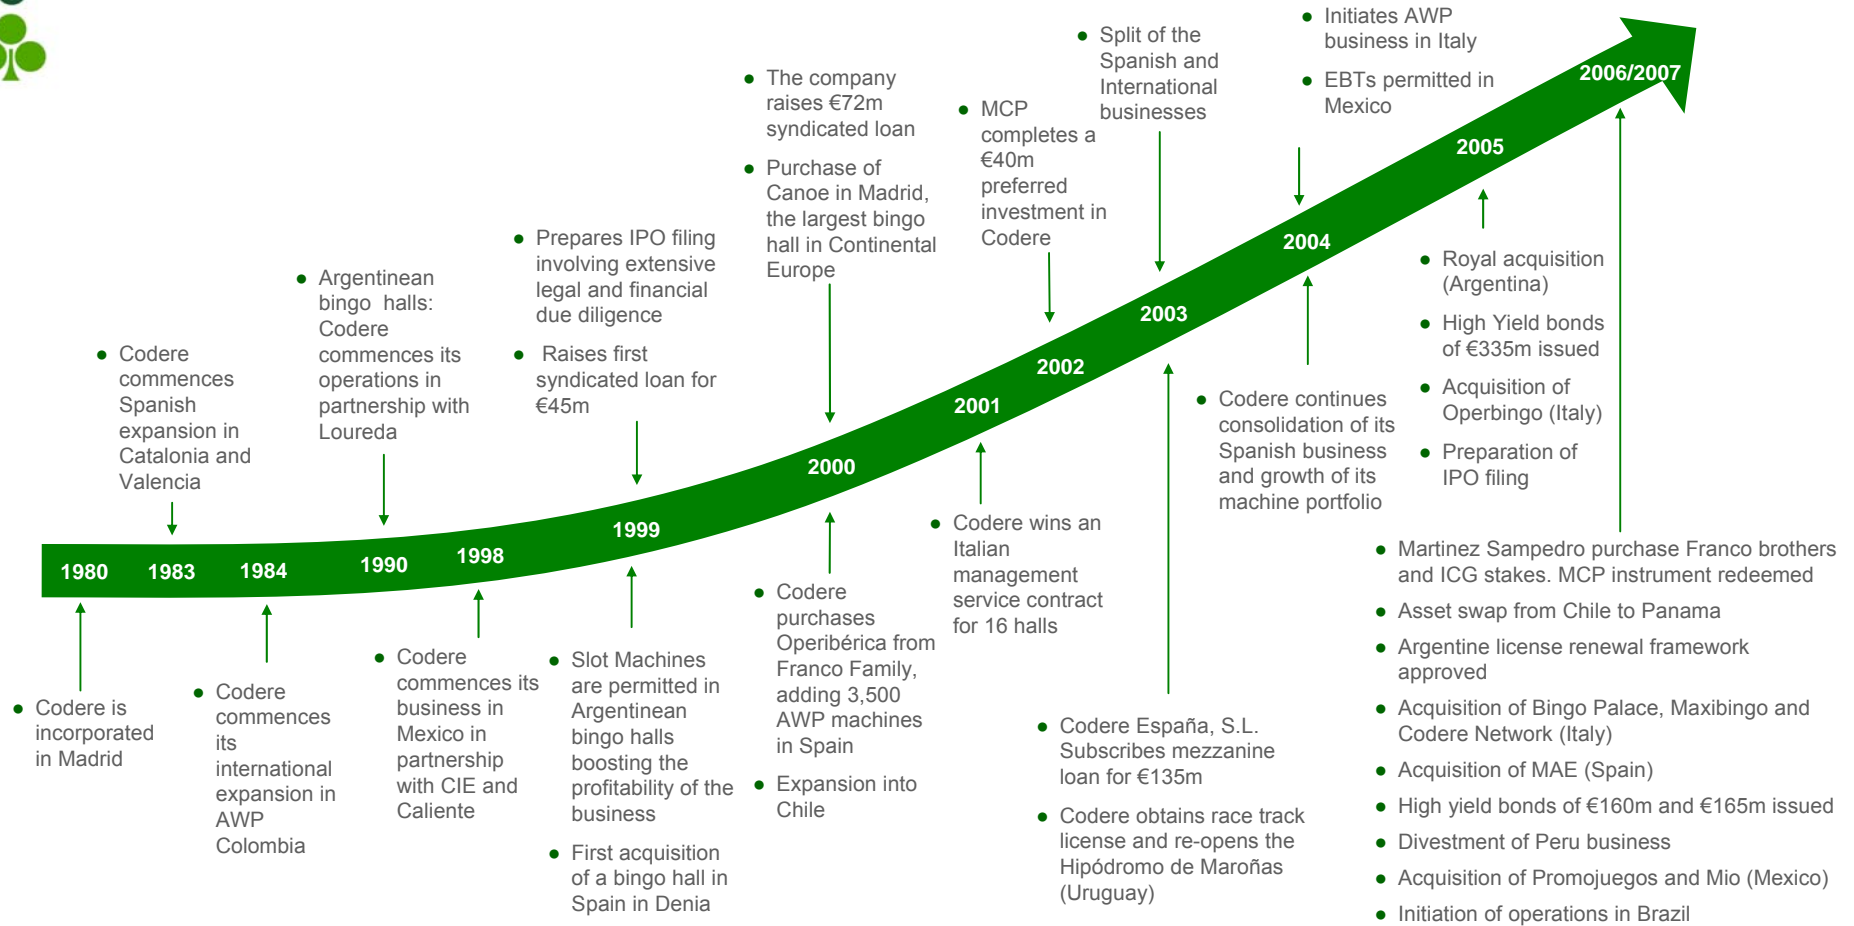 1980
1983
1984
1990
1998
1999
2000
2001
2002
2003
2004
2005
2006/2007
Codere
commences
Spanish
expansion in
Catalonia and
Valencia
Argentinean
bingo halls:
Codere
commences its
operations in
partnership with
Loureda
Prepares IPO filing
involving extensive
legal and financial
due diligence
Raises first
syndicated loan for
€45m
The company
raises €72m
syndicated loan
Purchase of
Canoe in Madrid,
the largest bingo
hall in Continental
Europe
MCP
completes a
€40m
preferred
investment in
Codere
Split of the
Spanish and
International
businesses
Initiates AWP
business in Italy
EBTs permitted in
Mexico
Codere is
incorporated
in Madrid
Codere
commences
its
international
expansion in
AWP
Colombia
Codere
commences its
business in
Mexico in
partnership
with CIE and
Caliente
Slot Machines
are permitted in
Argentinean
bingo halls
boosting the
profitability of the
business
First acquisition
of a bingo hall in
Spain in Denia
Codere
purchases
Operibérica from
Franco Family,
adding 3,500
AWP machines
in Spain
Expansion into
Chile
Codere wins an
Italian
management
service contract
for 16 halls
Codere España, S.L.
Subscribes mezzanine
loan for €135m
Codere obtains race track
license and re-opens the
Hipódromo de Maroñas
(Uruguay)
Codere continues
consolidation of its
Spanish business
and growth of its
machine portfolio
Royal acquisition
(Argentina)
High Yield bonds
of €335m issued
Acquisition of
Operbingo (Italy)
Preparation of
IPO filing
Martinez Sampedro purchase Franco brothers
and ICG stakes. MCP instrument redeemed
Asset swap from Chile to Panama
Argentine license renewal framework
approved
Acquisition of Bingo Palace, Maxibingo and
Codere Network (Italy)
Acquisition of MAE (Spain)
High yield bonds of €160m and €165m issued
Divestment of Peru business
Acquisition of Promojuegos and Mio (Mexico)
Initiation of operations in Brazil